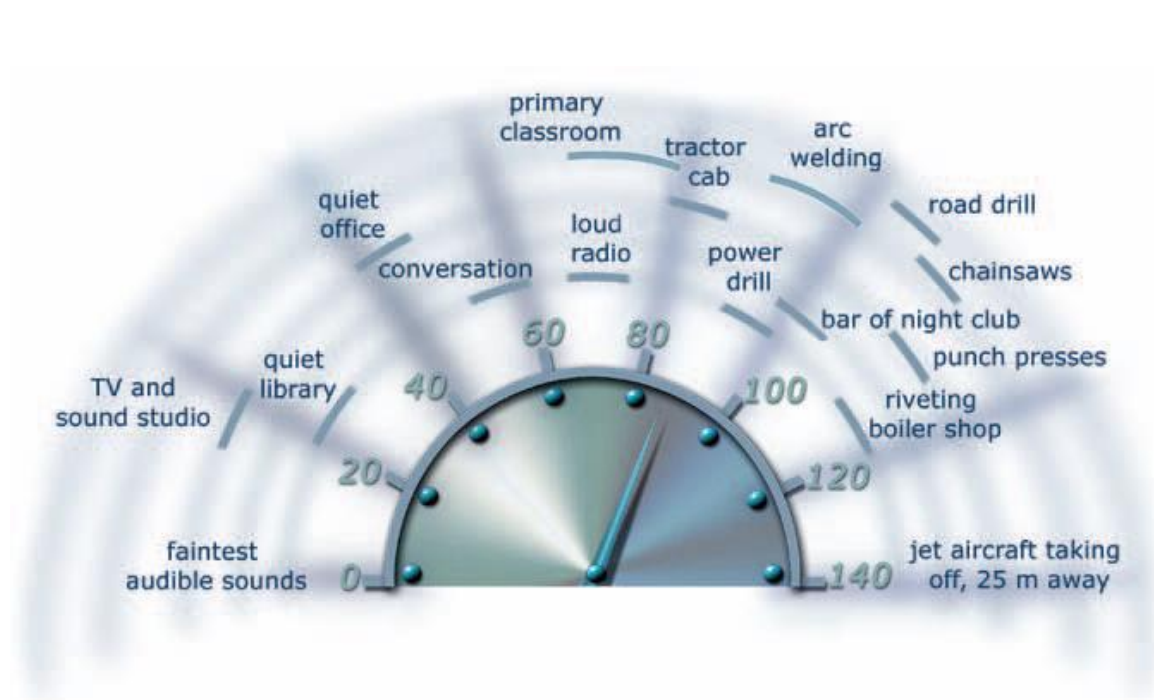 primary
classroom
tractor
cab
arc
welding
quiet
office
road drill
loud
radio
conversation
power
drill
chainsaws
bar of night club
60
80
punch presses
TV and
sound studio
quiet
library
40
100
riveting
boiler shop
20
120
faintest
audible sounds
0
140
jet aircraft taking
off, 25 m away